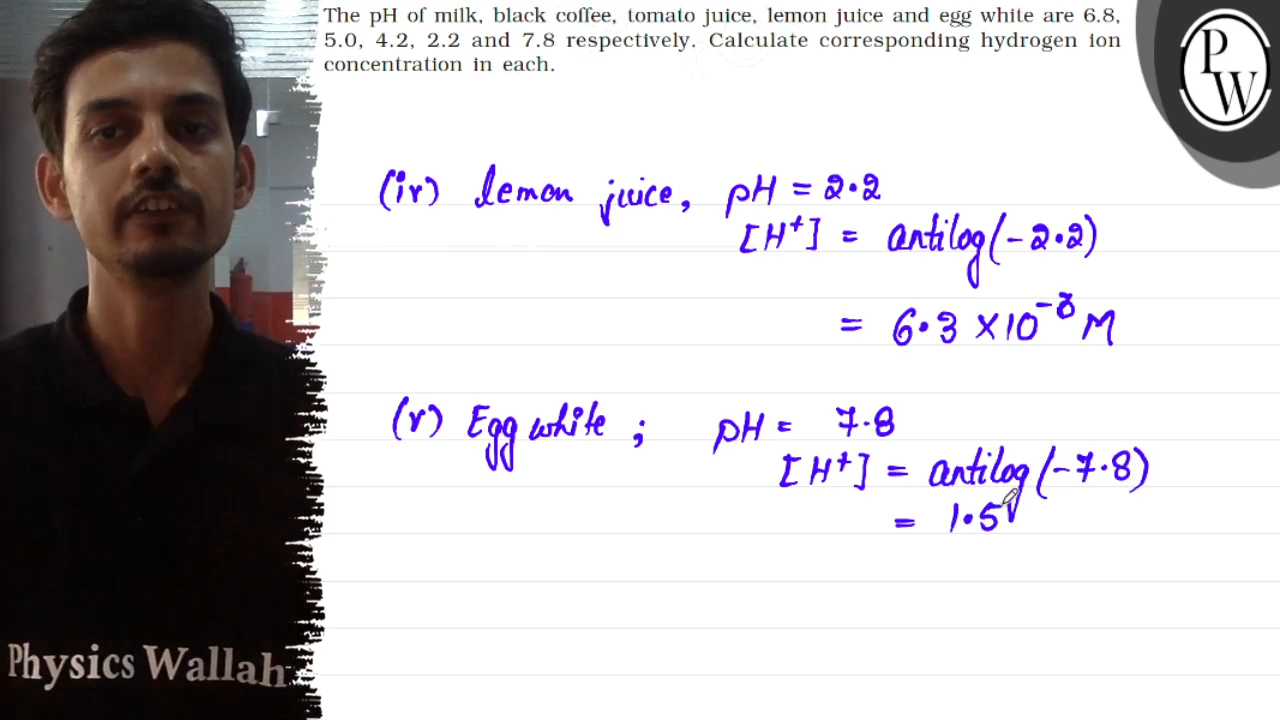 The pH of milk, black coffee, tomato juice, lemon juice and egg white are 6.8,
5.0, 4.2, 2.2 and 7.8 respectively. Calculate corresponding hydrogen ion
concentration in each.
PW
(iv) lemon juice, pH = 2.2
[H⁺] = antilog(-2.2)
= 6.3 ×10⁻³ M
(v) Egg white ; pH = 7.8
[H⁺] = antilog(-7.8)
= 1.5
Physics Wallah